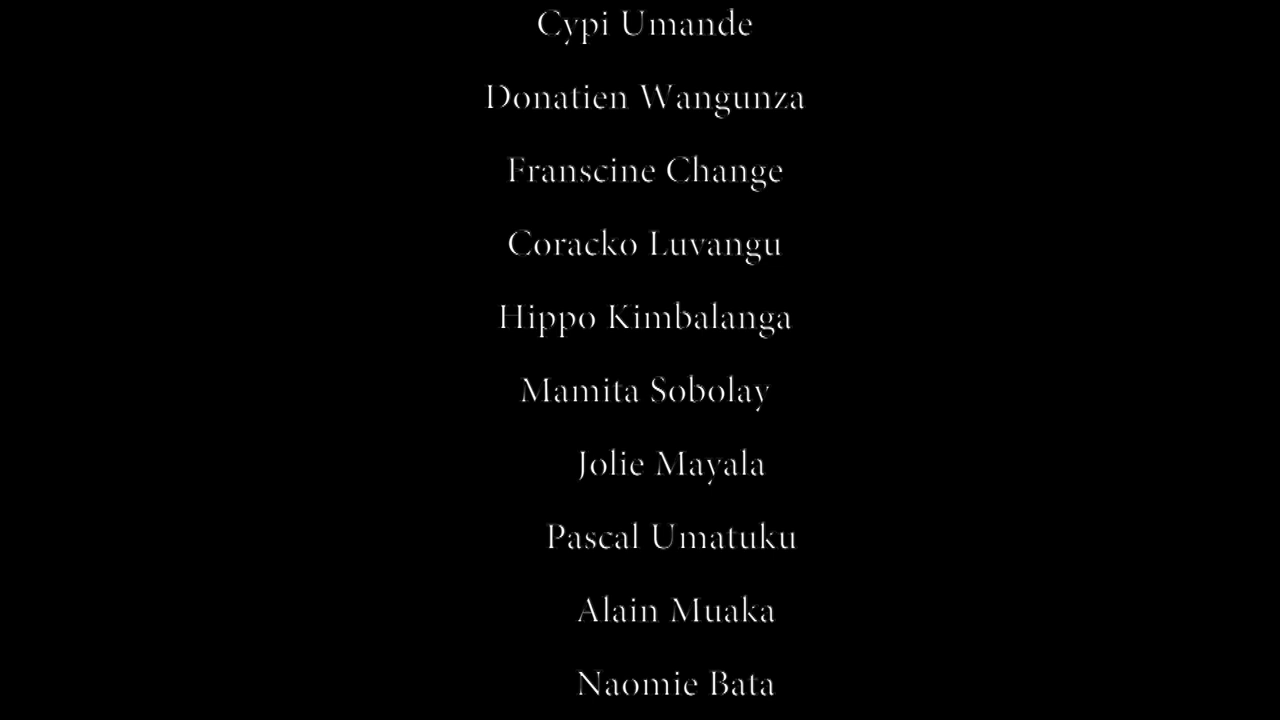 Cypi Umande
Donatien Wangunza
Franscine Change
Coracko Luvangu
Hippo Kimbalanga
Mamita Sobolay
Jolie Mayala
Pascal Umatuku
Alain Muaka
Naomie Bata